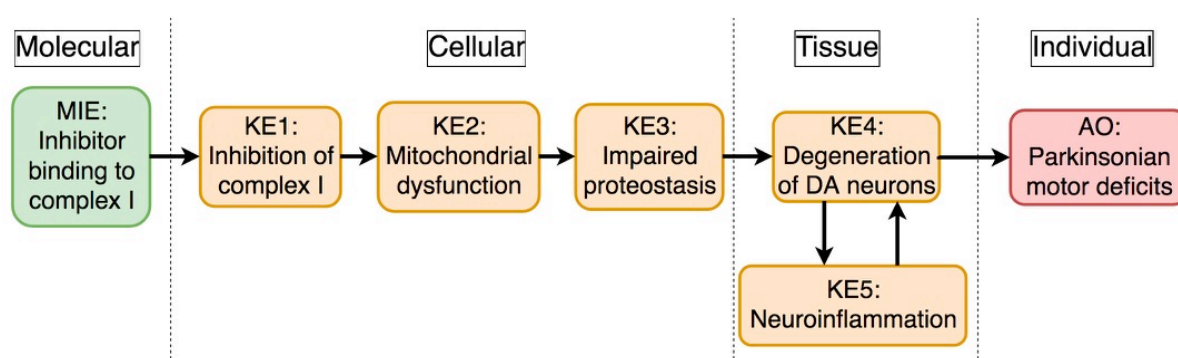 Molecular
Cellular
Tissue
Individual
MIE:
Inhibitor
binding to
complex I
KE1:
Inhibition of
complex I
KE2:
Mitochondrial
dysfunction
KE3:
Impaired
proteostasis
KE4:
Degeneration
of DA neurons
AO:
Parkinsonian
motor deficits
KE5:
Neuroinflammation